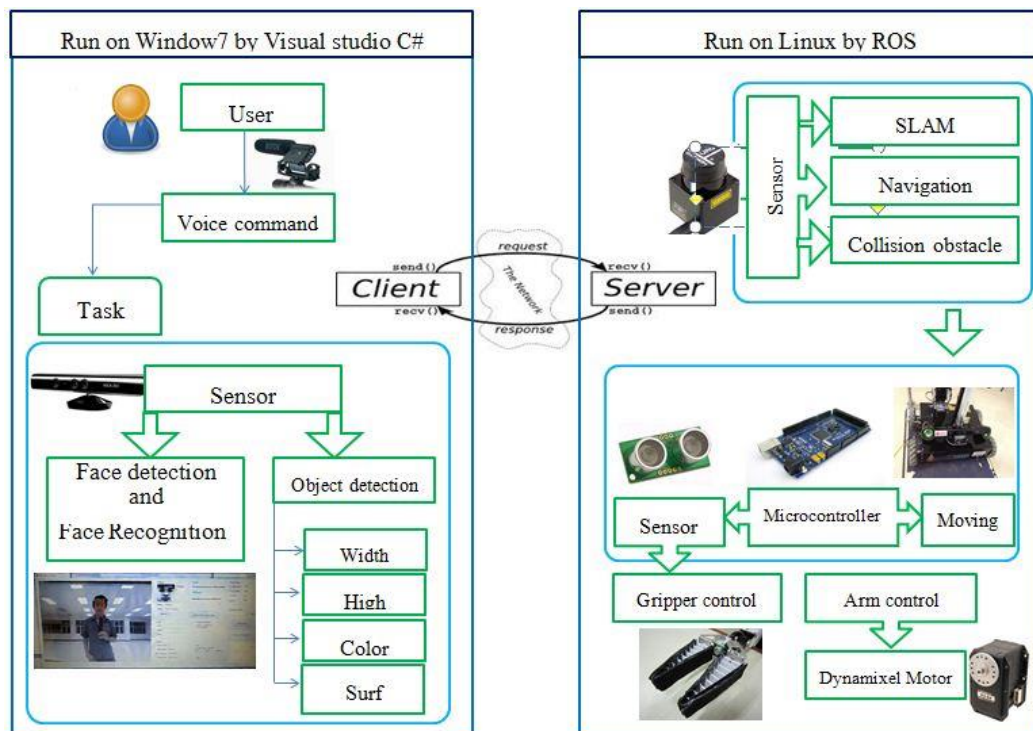 Run on Window7 by Visual studio C#
User
Voice command
Task
Sensor
Face detection
and
Face Recognition
Object detection
Width
High
Color
Surf
request
send()
recv()
Client
The Network
Server
recv()
send()
response
Run on Linux by ROS
Sensor
SLAM
Navigation
Collision obstacle
Sensor
Microcontroller
Moving
Gripper control
Arm control
Dynamixel Motor